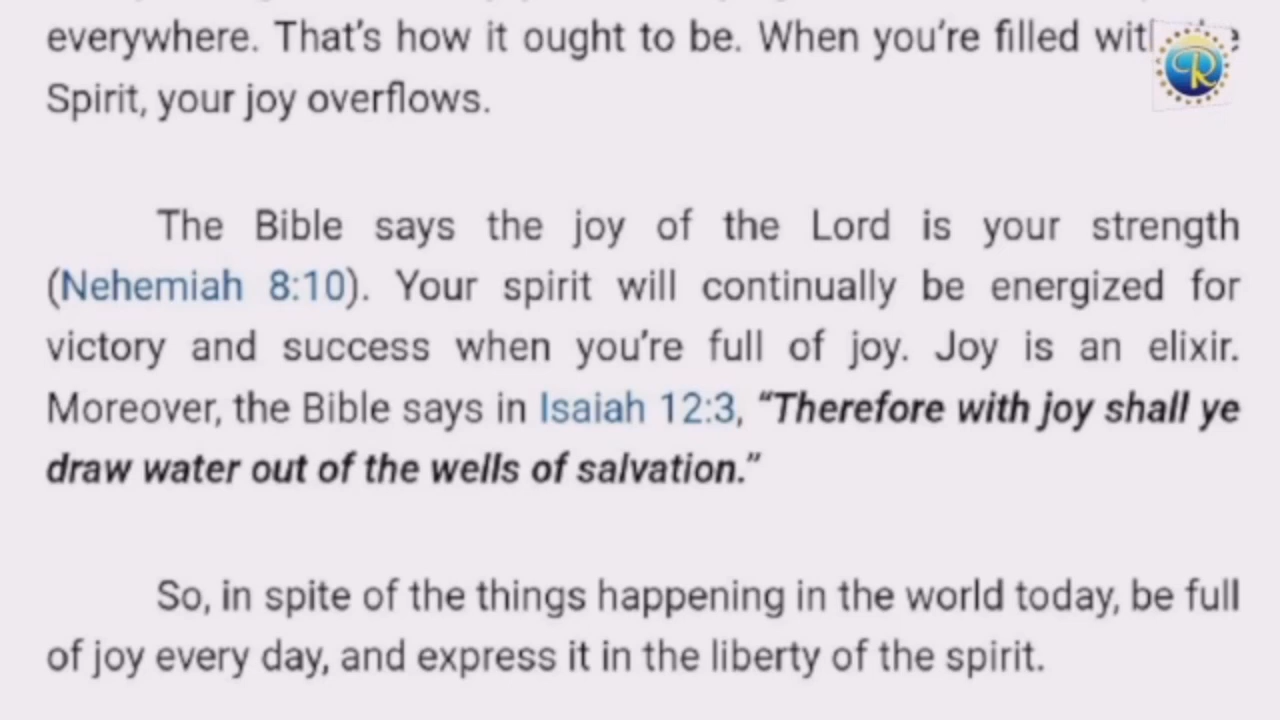 everywhere. That's how it ought to be. When you're filled
Spirit, your joy overflows.
The Bible says the joy of the Lord is your strength
(Nehemiah 8:10). Your spirit will continually be energized for
victory and success when you're full of joy. Joy is an elixir.
Moreover, the Bible says in Isaiah 12:3, “Therefore with joy shall ye
draw water out of the wells of salvation.”
So, in spite of the things happening in the world today, be full
of joy every day, and express it in the liberty of the spirit.